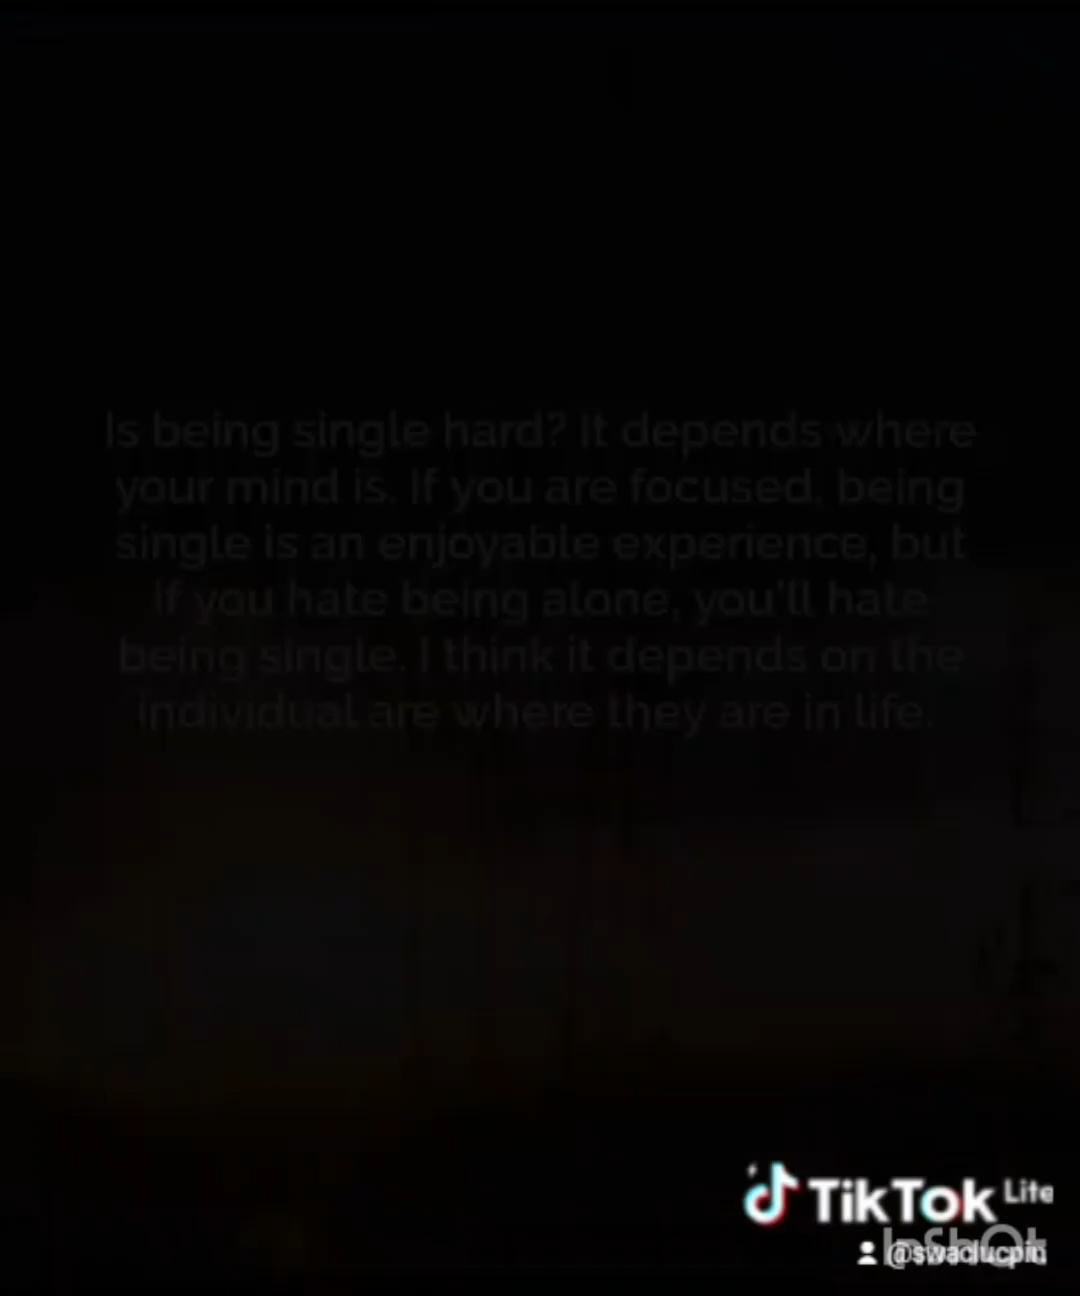 Is being single hard? It depends where
your mind is. If you are focused, being
single is an enjoyable experience, but
if you hate being alone, you'll hate
being single. I think it depends on the
individual are where they are in life.
TikTok Lite
InShOt